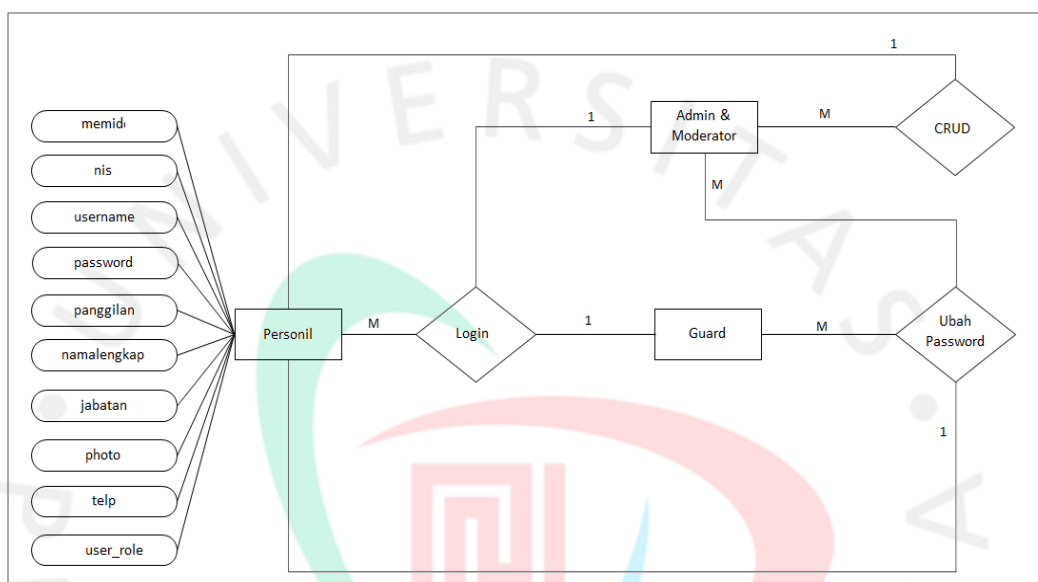 1
memid
nis
username
password
panggilan
namalengkap
jabatan
photo
telp
user_role
Personil
M
Login
1
Admin &
Moderator
M
CRUD
M
1
Guard
M
Ubah
Password
1
UNIVERSITAS
P
A